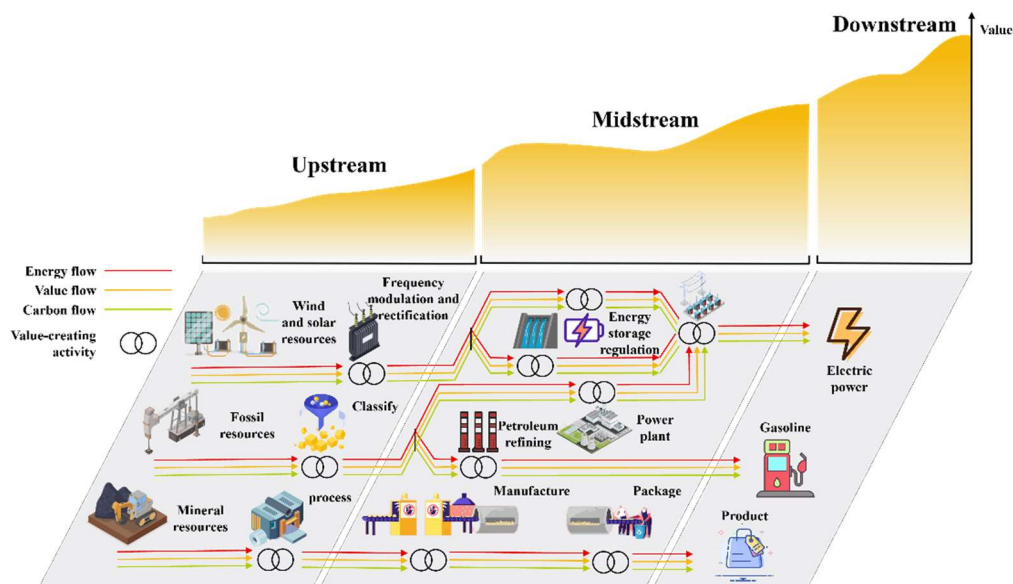 Downstream
Value
Midstream
Upstream
Energy flow
Value flow
Carbon flow
Value-creating
activity
Wind
and solar
resources
Frequency
modulation and
rectification
Energy
storage
regulation
Electric
power
Fossil
resources
Classify
Petroleum
refining
Power
plant
Gasoline
Mineral
resources
process
Manufacture
Package
Product